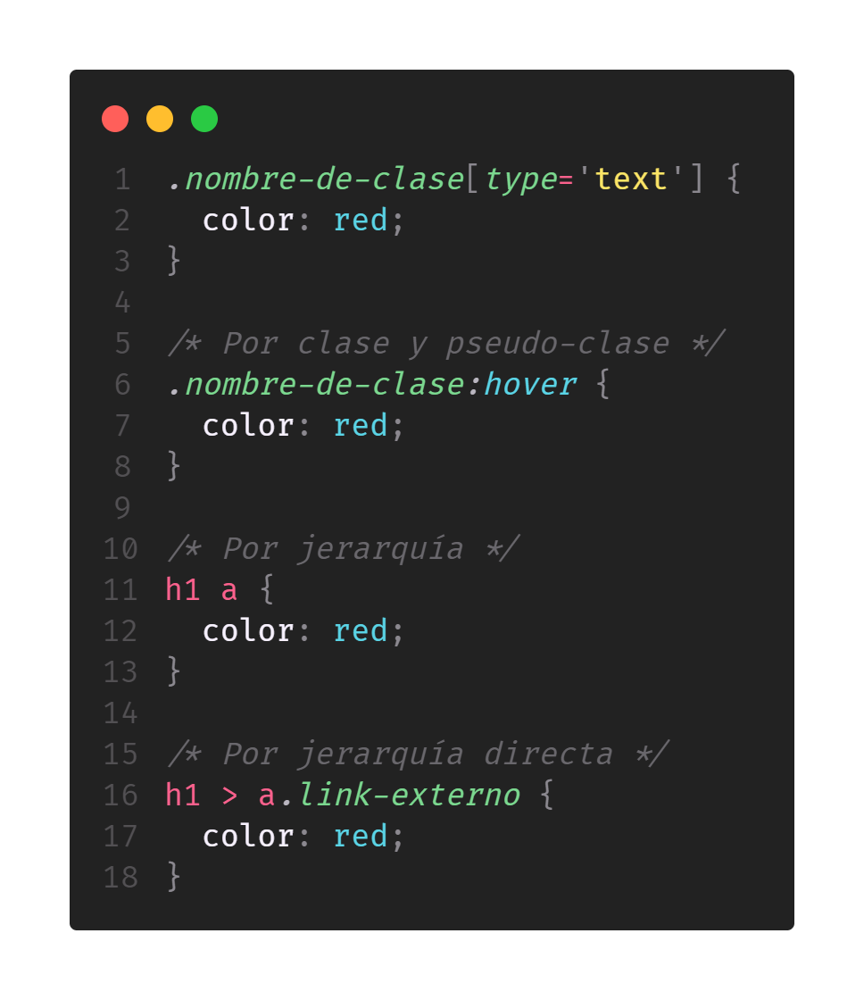 1 .nombre-de-clase[type='text'] {
2   color: red;
3 }
4
5 /* Por clase y pseudo-clase */
6 .nombre-de-clase:hover {
7   color: red;
8 }
9
10 /* Por jerarquía */
11 h1 a {
12   color: red;
13 }
14
15 /* Por jerarquía directa */
16 h1 > a.link-externo {
17   color: red;
18 }